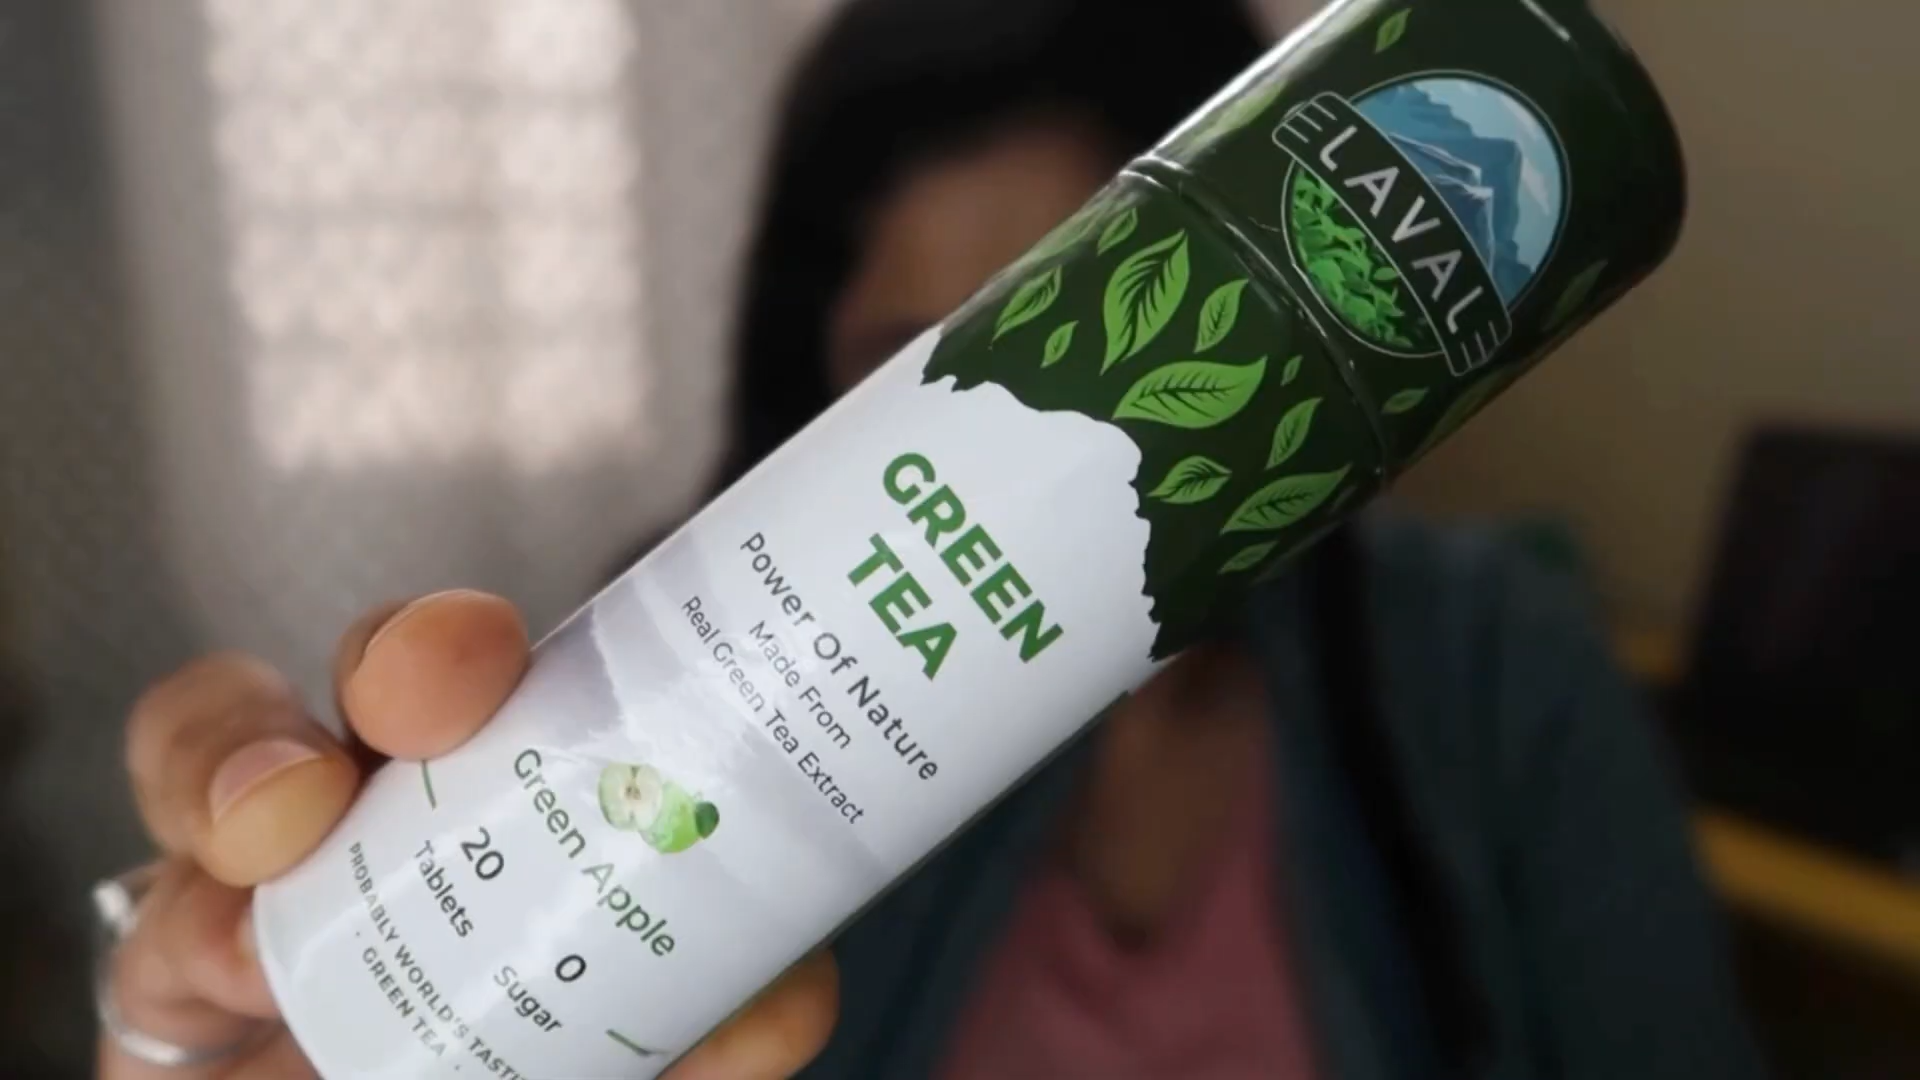 ELAVALE
GREEN
TEA
Power Of Nature
Made From
Real Green Tea Extract
Green Apple
20
Tablets
0
Sugar
PROBABLY WORLD'S
· GREEN TEA ·